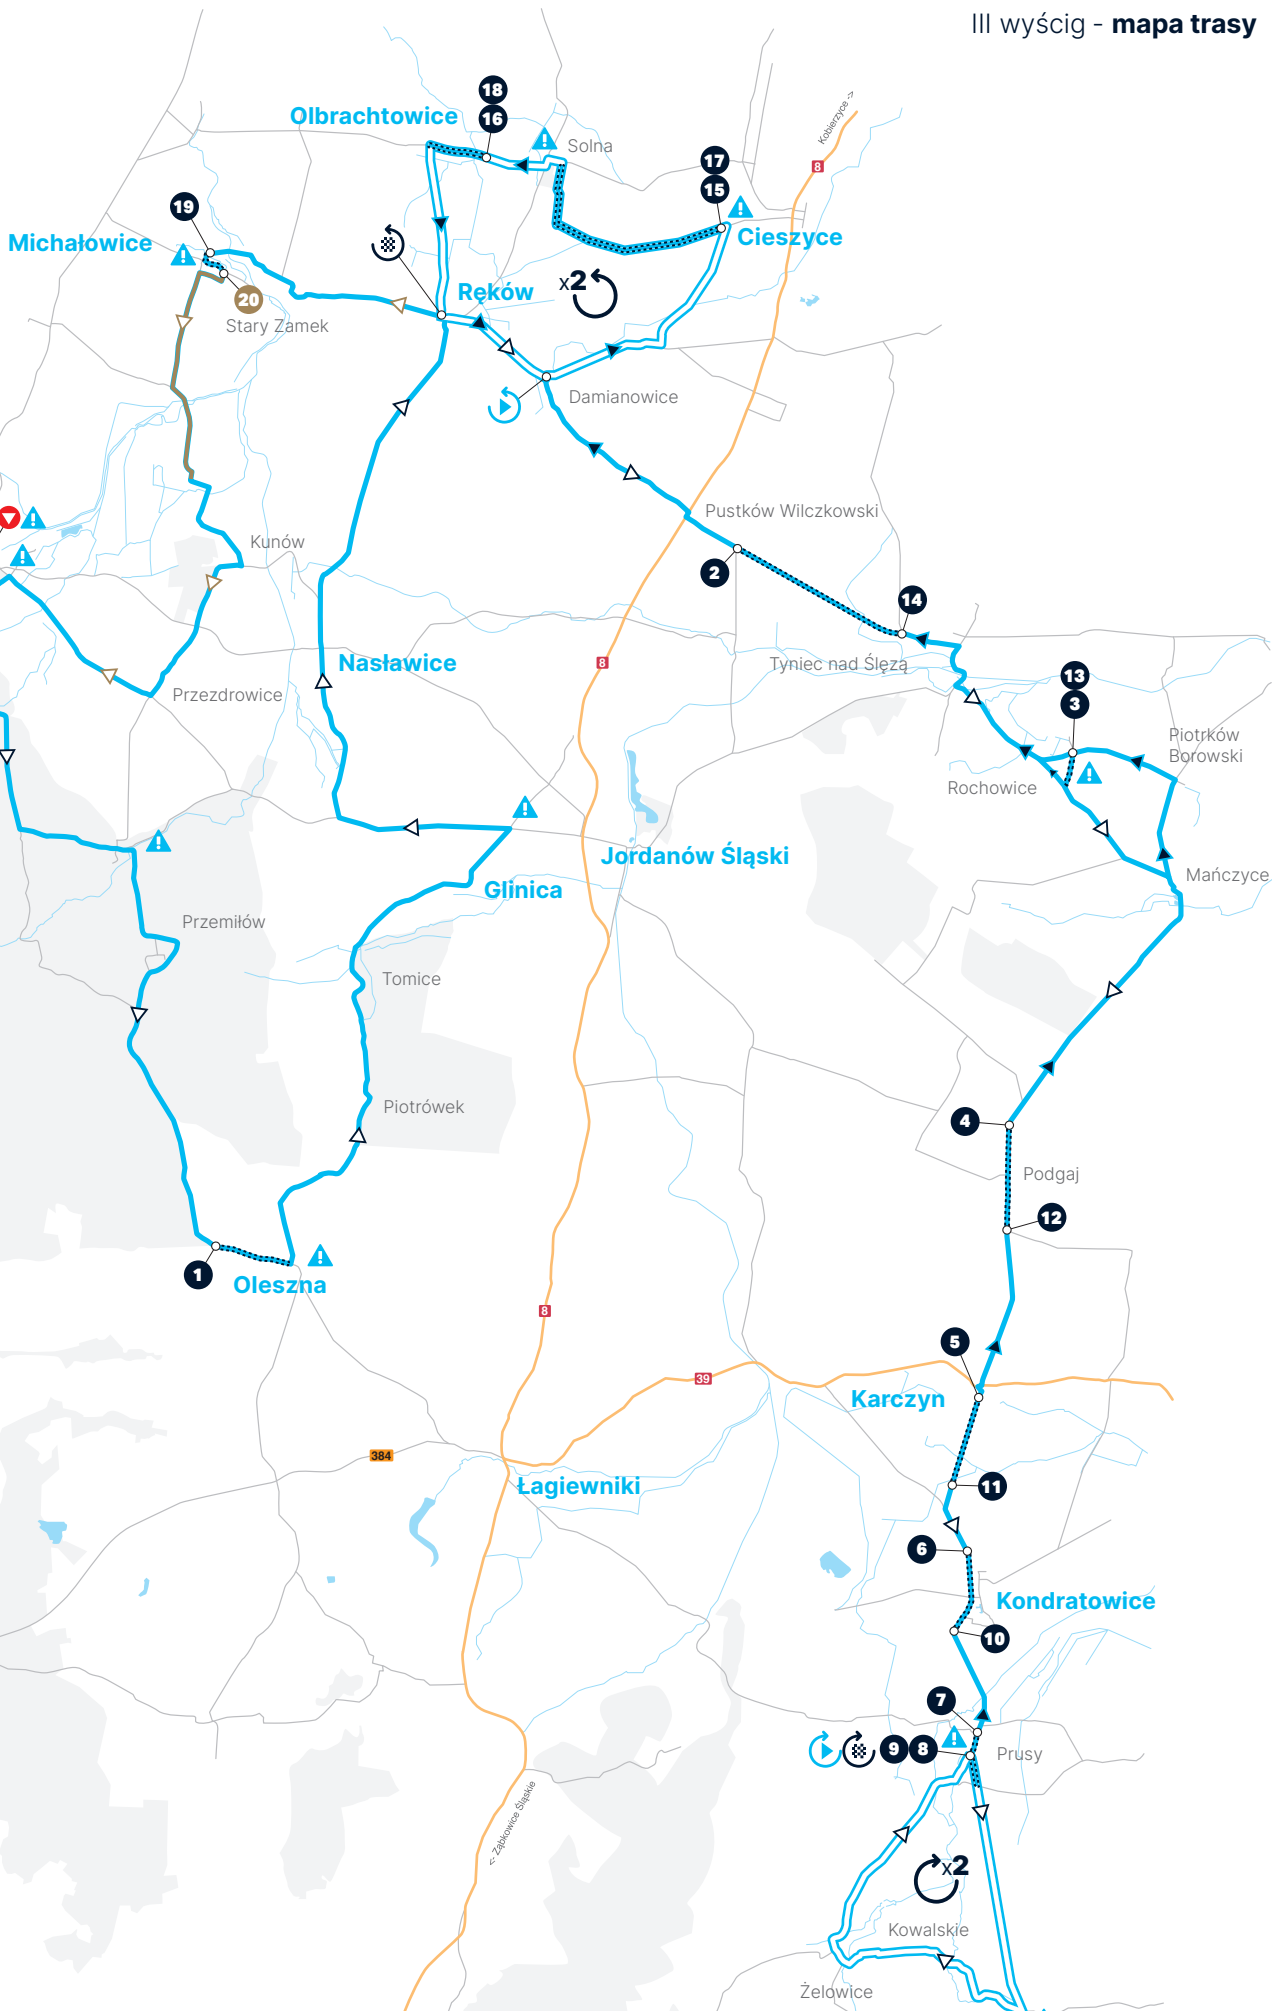 III wyścig - mapa trasy
18
Olbrachtowice
16
Solna
Kobierzyce ->
8
17
15
19
Michałowice
Cieszyce
Ręków
x2
20
Stary Zamek
Damianowice
Pustków Wilczkowski
Kunów
2
14
Nasławice
8
Tyniec nad Ślęzą
13
Przezdrowice
3
Piotrków
Borowski
Rochowice
Jordanów Śląski
Mańczyce
Glinica
Przemiłów
Tomice
Piotrówek
4
Podgaj
12
1
Oleszna
8
5
39
Karczyn
384
Łagiewniki
11
6
Kondratowice
10
7
9
8
Prusy
<- Ząbkowice Śląskie
x2
Kowalskie
Żelowice